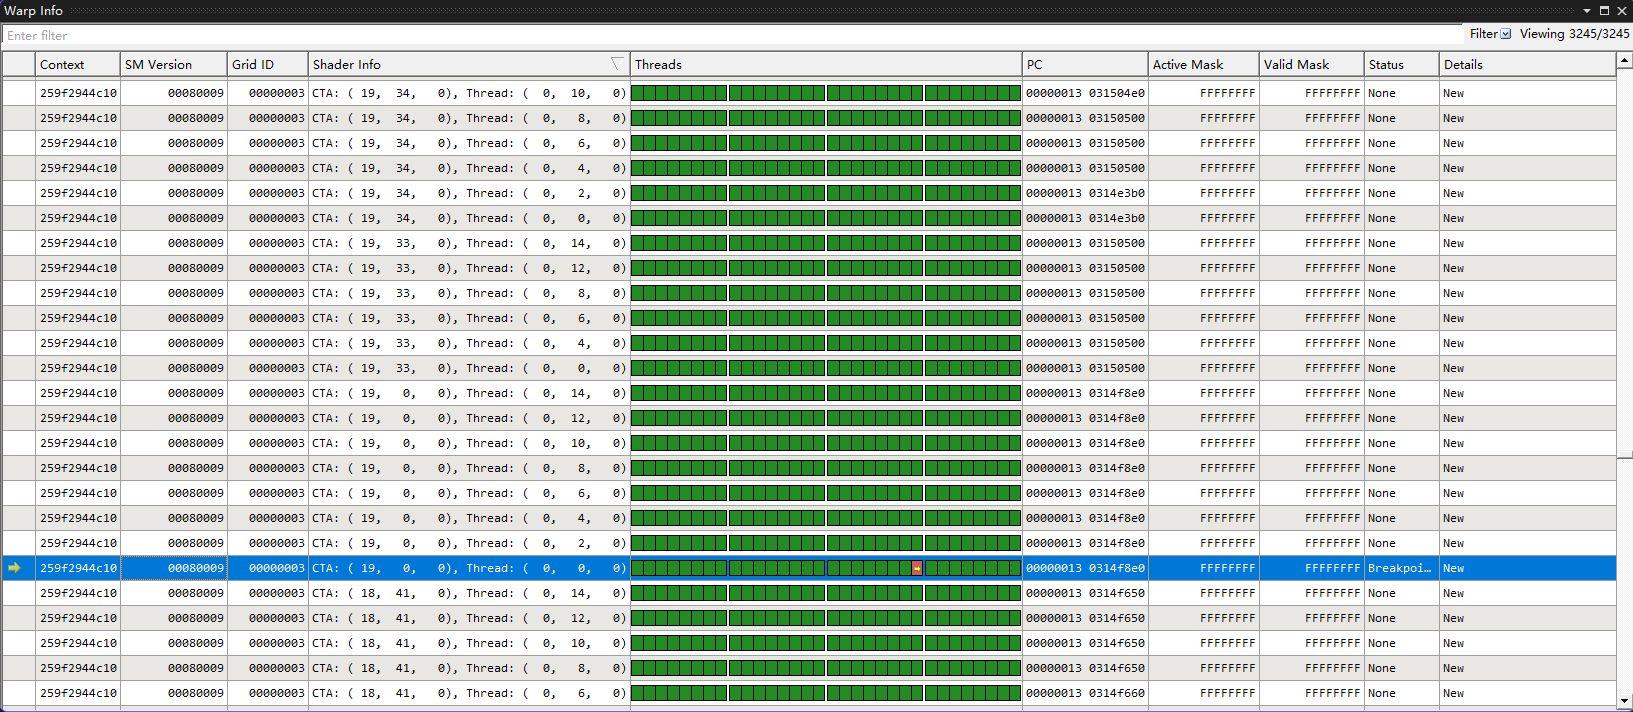 Warp Info
Enter filter
Filter Viewing 3245/3245
Context SM Version Grid ID Shader Info Threads PC Active Mask Valid Mask Status Details
259f2944c10 00080009 00000003 CTA: ( 19, 34, 0), Thread: ( 0, 10, 0) 00000013 031504e0 FFFFFFFF FFFFFFFF None New
259f2944c10 00080009 00000003 CTA: ( 19, 34, 0), Thread: ( 0, 8, 0) 00000013 03150500 FFFFFFFF FFFFFFFF None New
259f2944c10 00080009 00000003 CTA: ( 19, 34, 0), Thread: ( 0, 6, 0) 00000013 03150500 FFFFFFFF FFFFFFFF None New
259f2944c10 00080009 00000003 CTA: ( 19, 34, 0), Thread: ( 0, 4, 0) 00000013 03150500 FFFFFFFF FFFFFFFF None New
259f2944c10 00080009 00000003 CTA: ( 19, 34, 0), Thread: ( 0, 2, 0) 00000013 0314e3b0 FFFFFFFF FFFFFFFF None New
259f2944c10 00080009 00000003 CTA: ( 19, 34, 0), Thread: ( 0, 0, 0) 00000013 0314e3b0 FFFFFFFF FFFFFFFF None New
259f2944c10 00080009 00000003 CTA: ( 19, 33, 0), Thread: ( 0, 14, 0) 00000013 03150500 FFFFFFFF FFFFFFFF None New
259f2944c10 00080009 00000003 CTA: ( 19, 33, 0), Thread: ( 0, 12, 0) 00000013 03150500 FFFFFFFF FFFFFFFF None New
259f2944c10 00080009 00000003 CTA: ( 19, 33, 0), Thread: ( 0, 8, 0) 00000013 03150500 FFFFFFFF FFFFFFFF None New
259f2944c10 00080009 00000003 CTA: ( 19, 33, 0), Thread: ( 0, 6, 0) 00000013 03150500 FFFFFFFF FFFFFFFF None New
259f2944c10 00080009 00000003 CTA: ( 19, 33, 0), Thread: ( 0, 4, 0) 00000013 03150500 FFFFFFFF FFFFFFFF None New
259f2944c10 00080009 00000003 CTA: ( 19, 33, 0), Thread: ( 0, 0, 0) 00000013 03150500 FFFFFFFF FFFFFFFF None New
259f2944c10 00080009 00000003 CTA: ( 19, 0, 0), Thread: ( 0, 14, 0) 00000013 0314f8e0 FFFFFFFF FFFFFFFF None New
259f2944c10 00080009 00000003 CTA: ( 19, 0, 0), Thread: ( 0, 12, 0) 00000013 0314f8e0 FFFFFFFF FFFFFFFF None New
259f2944c10 00080009 00000003 CTA: ( 19, 0, 0), Thread: ( 0, 10, 0) 00000013 0314f8e0 FFFFFFFF FFFFFFFF None New
259f2944c10 00080009 00000003 CTA: ( 19, 0, 0), Thread: ( 0, 8, 0) 00000013 0314f8e0 FFFFFFFF FFFFFFFF None New
259f2944c10 00080009 00000003 CTA: ( 19, 0, 0), Thread: ( 0, 6, 0) 00000013 0314f8e0 FFFFFFFF FFFFFFFF None New
259f2944c10 00080009 00000003 CTA: ( 19, 0, 0), Thread: ( 0, 4, 0) 00000013 0314f8e0 FFFFFFFF FFFFFFFF None New
259f2944c10 00080009 00000003 CTA: ( 19, 0, 0), Thread: ( 0, 2, 0) 00000013 0314f8e0 FFFFFFFF FFFFFFFF None New
259f2944c10 00080009 00000003 CTA: ( 19, 0, 0), Thread: ( 0, 0, 0) 00000013 0314f8e0 FFFFFFFF FFFFFFFF Breakpoi... New
259f2944c10 00080009 00000003 CTA: ( 18, 41, 0), Thread: ( 0, 14, 0) 00000013 0314f650 FFFFFFFF FFFFFFFF None New
259f2944c10 00080009 00000003 CTA: ( 18, 41, 0), Thread: ( 0, 12, 0) 00000013 0314f650 FFFFFFFF FFFFFFFF None New
259f2944c10 00080009 00000003 CTA: ( 18, 41, 0), Thread: ( 0, 10, 0) 00000013 0314f650 FFFFFFFF FFFFFFFF None New
259f2944c10 00080009 00000003 CTA: ( 18, 41, 0), Thread: ( 0, 8, 0) 00000013 0314f650 FFFFFFFF FFFFFFFF None New
259f2944c10 00080009 00000003 CTA: ( 18, 41, 0), Thread: ( 0, 6, 0) 00000013 0314f660 FFFFFFFF FFFFFFFF None New